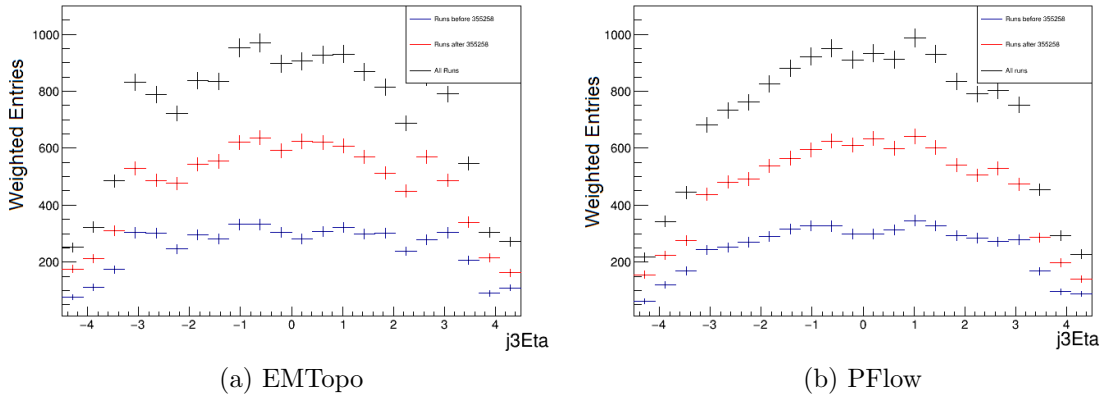 Weighted Entries
1000
800
600
400
200
−4 −3 −2 −1 0 1 2 3 4
j3Eta
Runs before 355258
Runs after 355258
All Runs
(a) EMTopo
Weighted Entries
1000
800
600
400
200
−4 −3 −2 −1 0 1 2 3 4
j3Eta
Runs before 355258
Runs after 355258
All runs
(b) PFlow